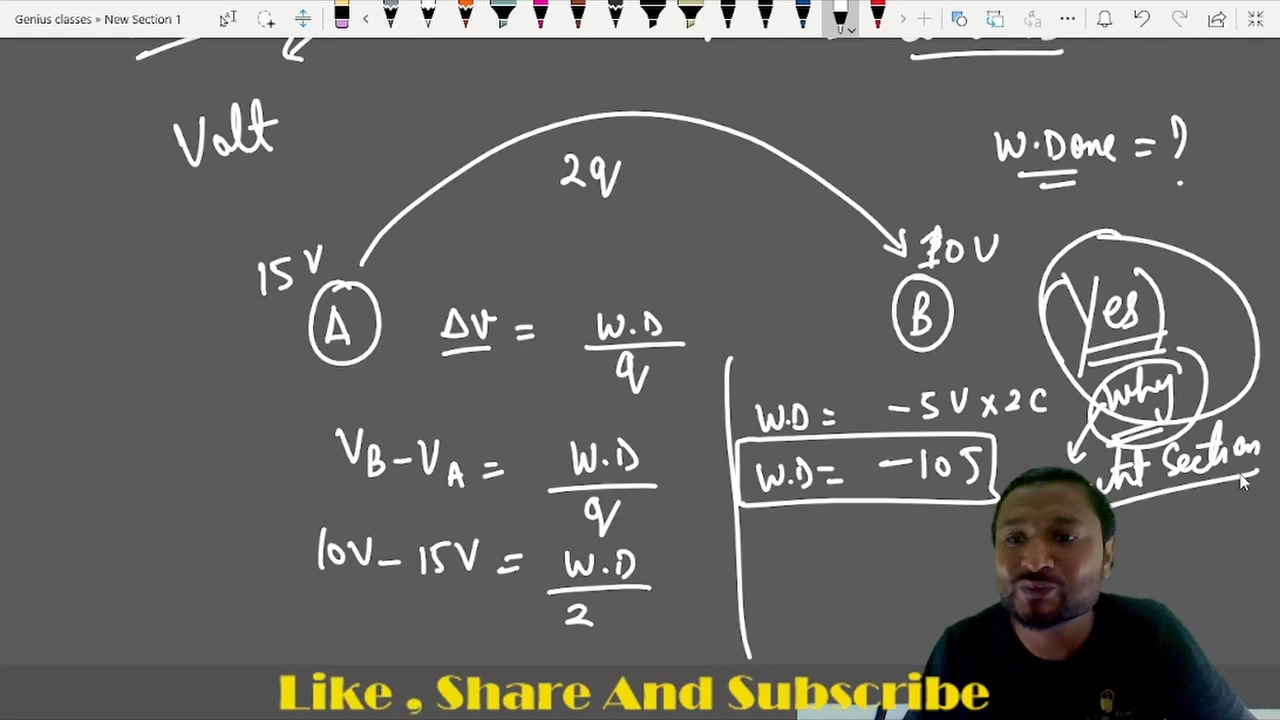 Genius classes » New Section 1
Volt
2q
W.Done = ?
15V
10V
A
B
Δv = W.D / q
Yes
why
VB - VA = W.D / q
W.D = -5V × 2C
W.D = -10J
Section
10V - 15V = W.D / 2
Like , Share And Subscribe